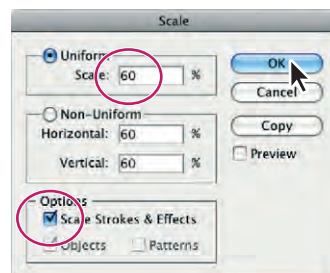 Scale
Uniform:
Scale: 60 %
OK
Cancel
Non-Uniform
Horizontal: 60 %
Copy
Vertical: 60 %
Preview
Options
Scale Strokes & Effects
Objects Patterns